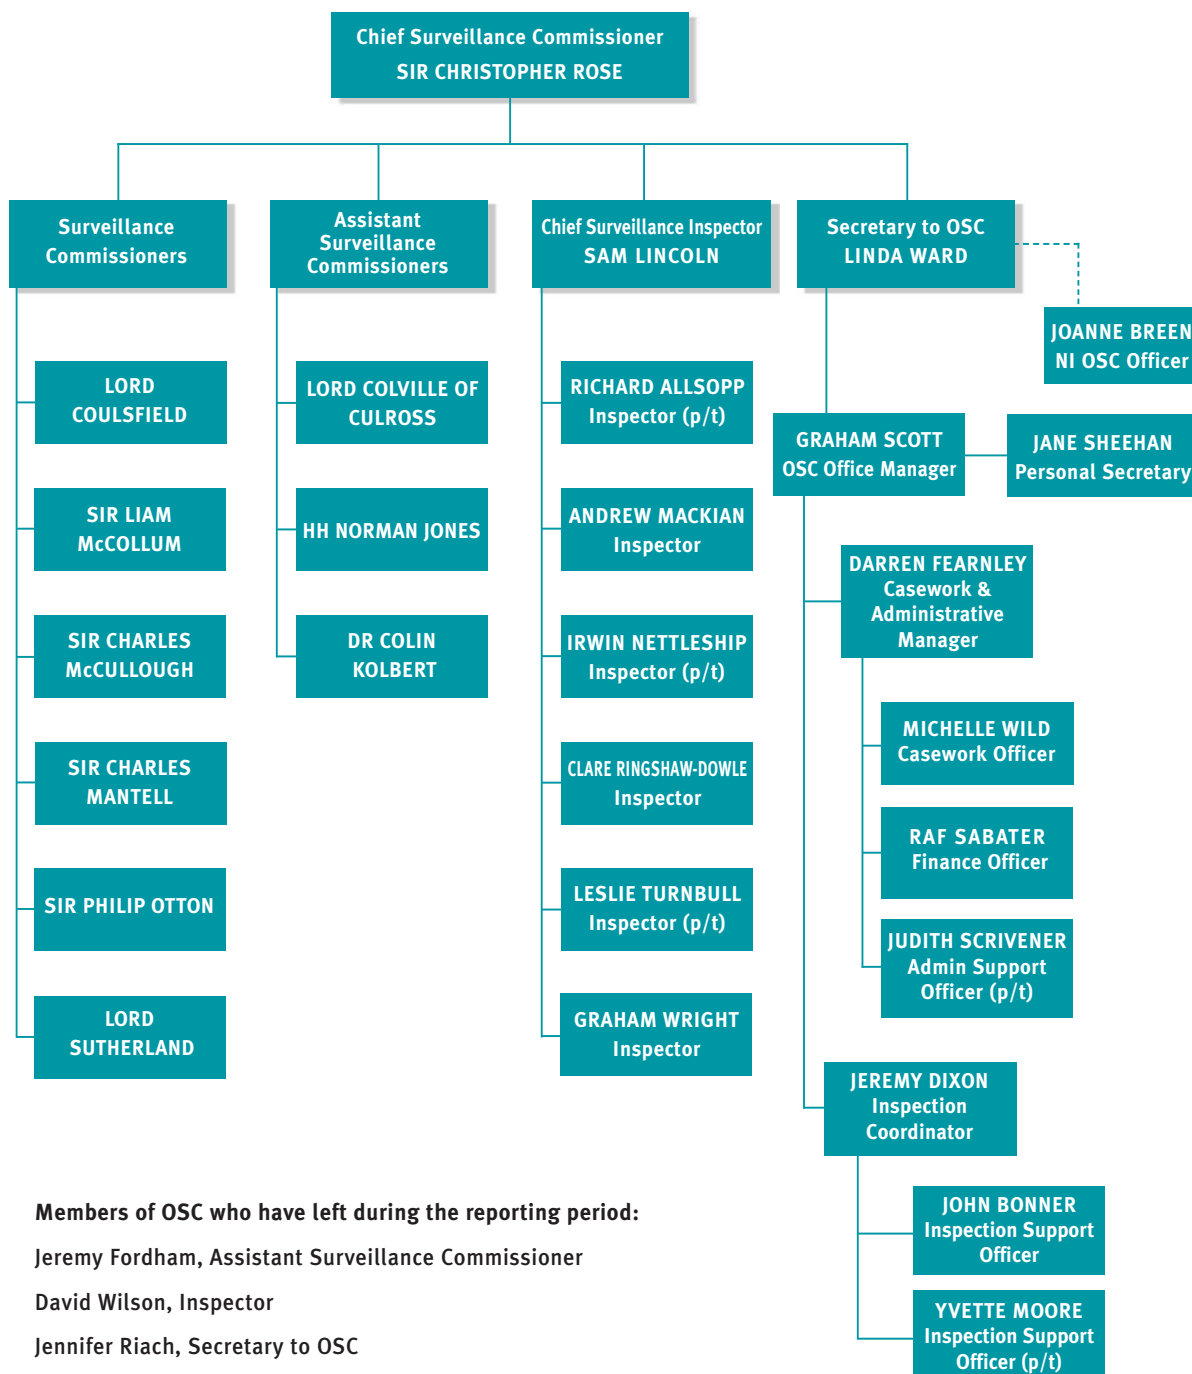 Chief Surveillance Commissioner
SIR CHRISTOPHER ROSE
Surveillance
Commissioners
LORD
COULSFIELD
SIR LIAM
McCOLLUM
SIR CHARLES
McCULLOUGH
SIR CHARLES
MANTELL
SIR PHILIP OTTON
LORD
SUTHERLAND
Assistant
Surveillance
Commissioners
LORD COLVILLE OF
CULROSS
HH NORMAN JONES
DR COLIN
KOLBERT
Chief Surveillance Inspector
SAM LINCOLN
RICHARD ALLSOPP
Inspector (p/t)
ANDREW MACKIAN
Inspector
IRWIN NETTLESHIP
Inspector (p/t)
CLARE RINGSHAW-DOWLE
Inspector
LESLIE TURNBULL
Inspector (p/t)
GRAHAM WRIGHT
Inspector
Secretary to OSC
LINDA WARD
JOANNE BREEN
NI OSC Officer
GRAHAM SCOTT
OSC Office Manager
JANE SHEEHAN
Personal Secretary
DARREN FEARNLEY
Casework &
Administrative
Manager
MICHELLE WILD
Casework Officer
RAF SABATER
Finance Officer
JUDITH SCRIVENER
Admin Support
Officer (p/t)
JEREMY DIXON
Inspection
Coordinator
JOHN BONNER
Inspection Support
Officer
YVETTE MOORE
Inspection Support
Officer (p/t)
Members of OSC who have left during the reporting period:
Jeremy Fordham, Assistant Surveillance Commissioner
David Wilson, Inspector
Jennifer Riach, Secretary to OSC